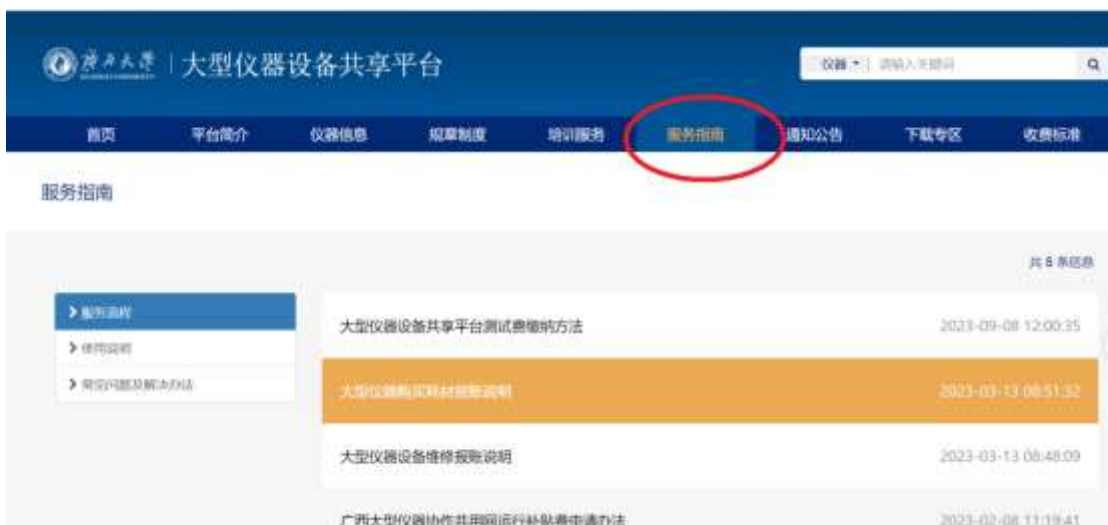 广西大学 大型仪器设备共享平台
仪器 请输入关键词
首页 平台简介 仪器信息 规章制度 培训服务 服务指南 通知公告 下载专区 收费标准
服务指南
共 8 条信息
服务流程
使用说明
常见问题及解决办法
大型仪器设备共享平台测试费缴纳方法 2023-09-08 12:00:35
大型仪器购买耗材报账说明 2023-03-13 08:51:32
大型仪器设备维修报账说明 2023-03-13 08:48:09
广西大型仪器协作共用网运行补贴费申请办法 2023-02-08 11:19:41